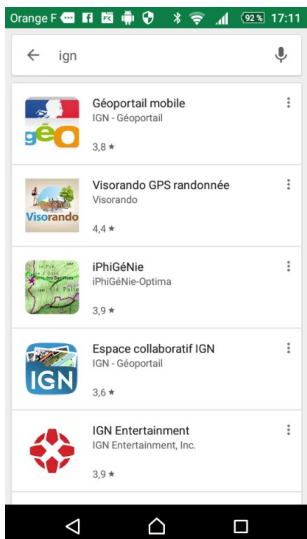 Orange F 92% 17:11
ign
Géoportail mobile
IGN - Géoportail
géo
3,8 ★
Visorando GPS randonnée
Visorando
Visorando
4,4 ★
iPhiGéNie
iPhiGéNie-Optima
3,9 ★
Espace collaboratif IGN
IGN - Géoportail
IGN
3,6 ★
IGN Entertainment
IGN Entertainment, Inc.
3,9 ★